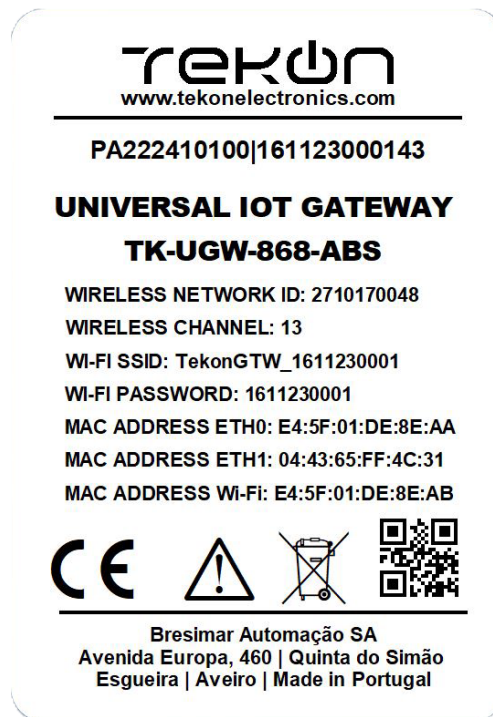 TEKON
www.tekonelectronics.com
PA222410100|161123000143
UNIVERSAL IOT GATEWAY
TK-UGW-868-ABS
WIRELESS NETWORK ID: 2710170048
WIRELESS CHANNEL: 13
WI-FI SSID: TekonGTW_1611230001
WI-FI PASSWORD: 1611230001
MAC ADDRESS ETH0: E4:5F:01:DE:8E:AA
MAC ADDRESS ETH1: 04:43:65:FF:4C:31
MAC ADDRESS Wi-Fi: E4:5F:01:DE:8E:AB
CE
Bresimar Automação SA
Avenida Europa, 460 | Quinta do Simão
Esgueira | Aveiro | Made in Portugal